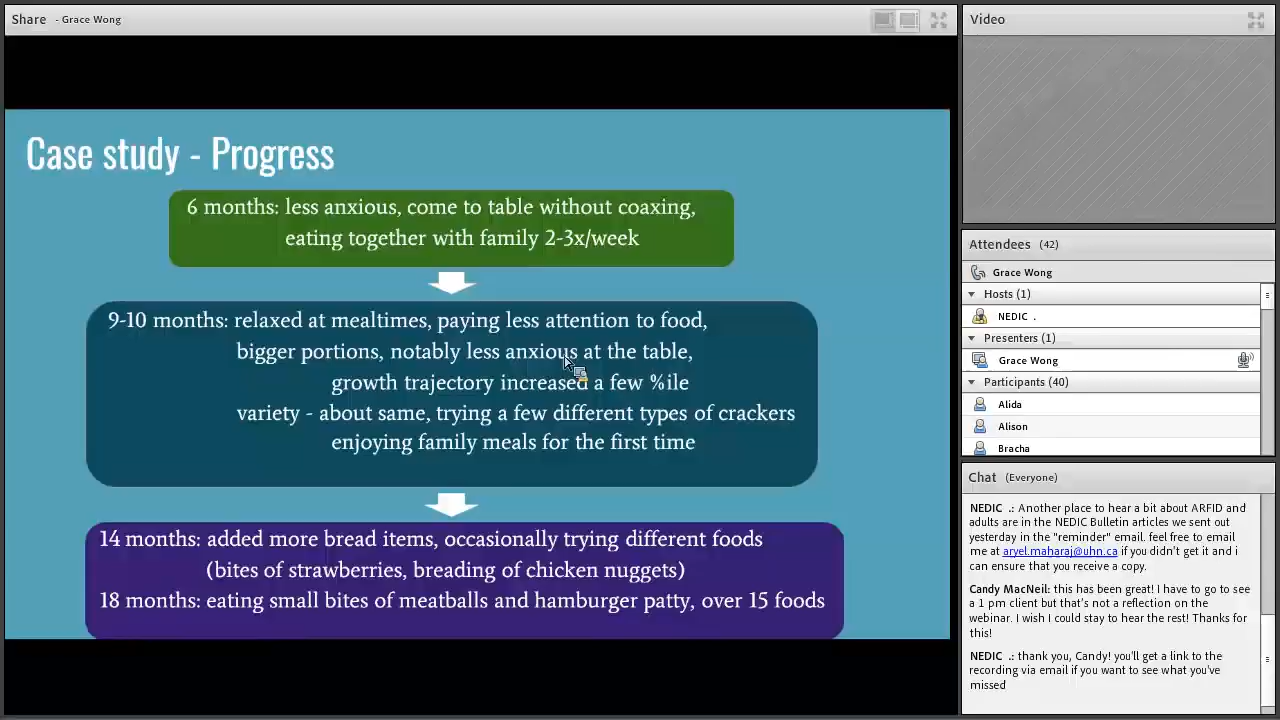 Share - Grace Wong
Case study - Progress
6 months: less anxious, come to table without coaxing,
eating together with family 2-3x/week
9-10 months: relaxed at mealtimes, paying less attention to food,
bigger portions, notably less anxious at the table,
growth trajectory increased a few %ile
variety - about same, trying a few different types of crackers
enjoying family meals for the first time
14 months: added more bread items, occasionally trying different foods
(bites of strawberries, breading of chicken nuggets)
18 months: eating small bites of meatballs and hamburger patty, over 15 foods
Video
Attendees (42)
Grace Wong
Hosts (1)
NEDIC .
Presenters (1)
Grace Wong
Participants (40)
Alida
Alison
Bracha
Chat (Everyone)
NEDIC .: Another place to hear a bit about ARFID and
adults are in the NEDIC Bulletin articles we sent out
yesterday in the "reminder" email. feel free to email
me at aryel.maharaj@uhn.ca if you didn't get it and i
can ensure that you receive a copy.
Candy MacNeil: this has been great! I have to go to see
a 1 pm client but that's not a reflection on the
webinar. I wish I could stay to hear the rest! Thanks for
this!
NEDIC .: thank you, Candy! you'll get a link to the
recording via email if you want to see what you've
missed